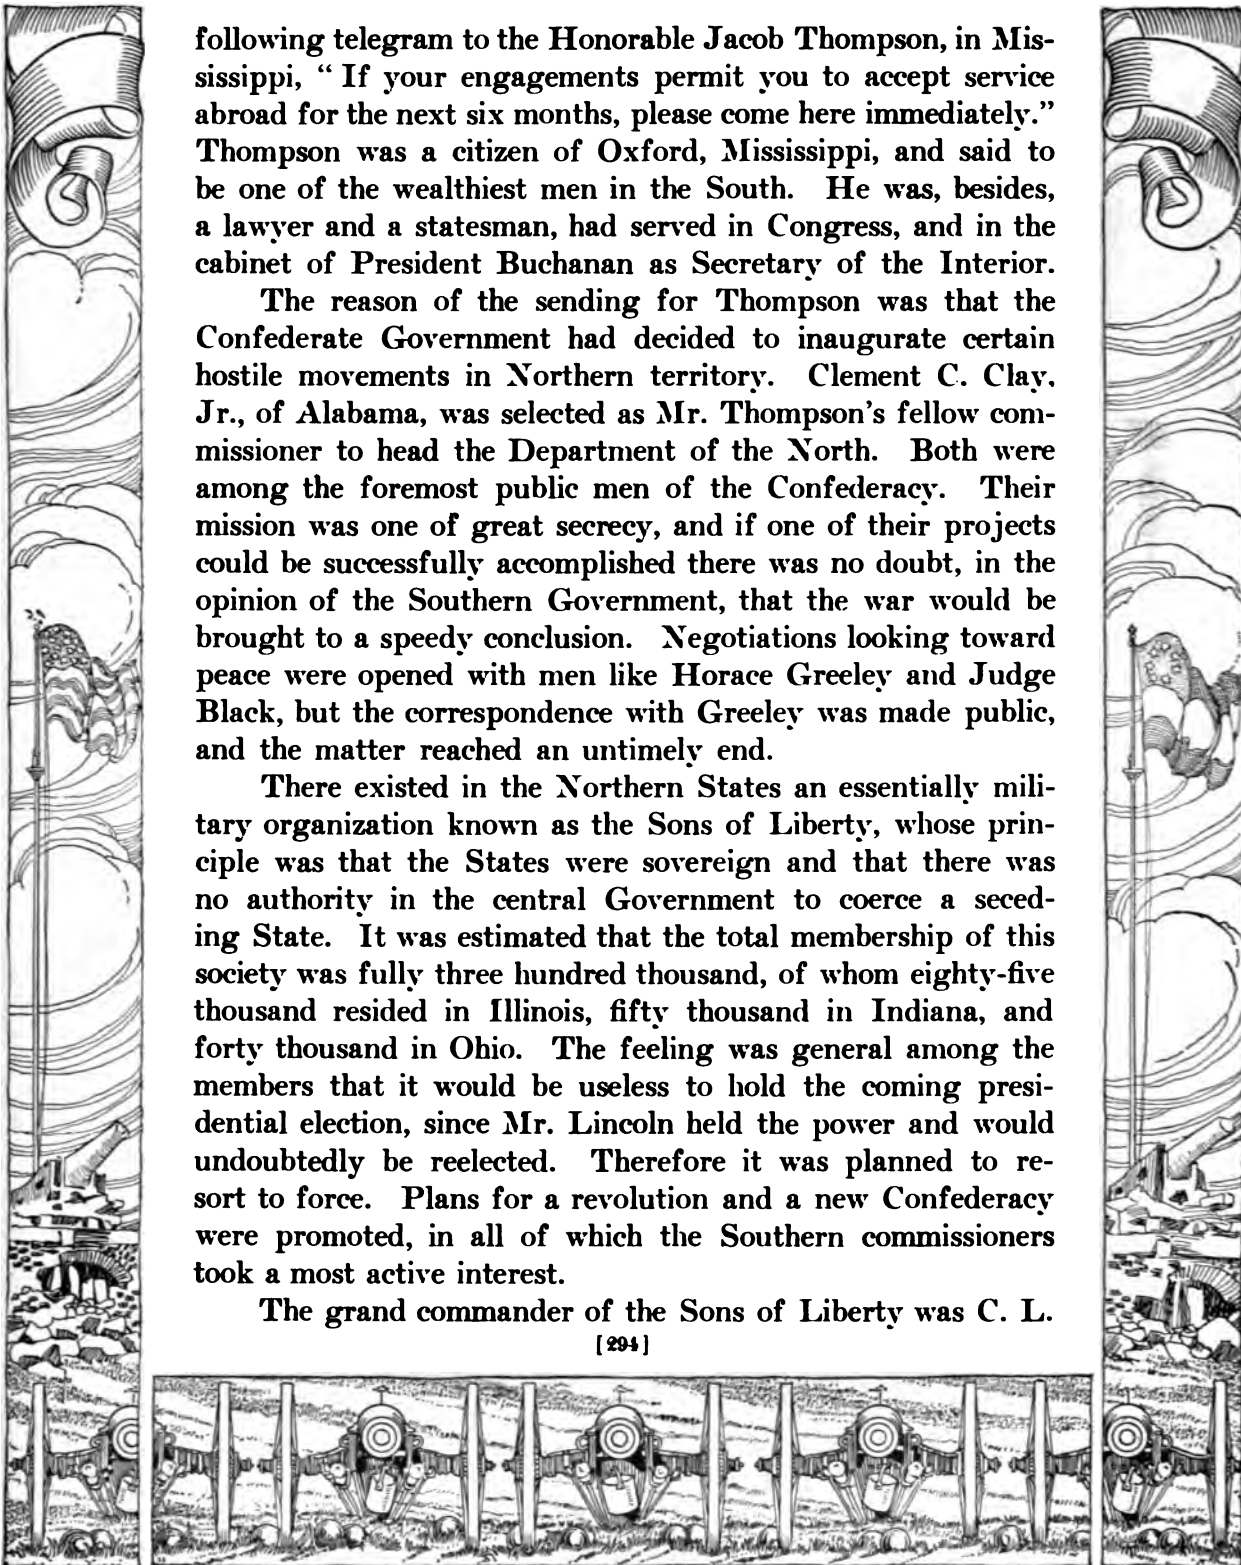 following telegram to the Honorable Jacob Thompson, in Mis-
sissippi, “ If your engagements permit you to accept service
abroad for the next six months, please come here immediately.”
Thompson was a citizen of Oxford, Mississippi, and said to
be one of the wealthiest men in the South. He was, besides,
a lawyer and a statesman, had served in Congress, and in the
cabinet of President Buchanan as Secretary of the Interior.
The reason of the sending for Thompson was that the
Confederate Government had decided to inaugurate certain
hostile movements in Northern territory. Clement C. Clay,
Jr., of Alabama, was selected as Mr. Thompson’s fellow com-
missioner to head the Department of the North. Both were
among the foremost public men of the Confederacy. Their
mission was one of great secrecy, and if one of their projects
could be successfully accomplished there was no doubt, in the
opinion of the Southern Government, that the war would be
brought to a speedy conclusion. Negotiations looking toward
peace were opened with men like Horace Greeley and Judge
Black, but the correspondence with Greeley was made public,
and the matter reached an untimely end.
There existed in the Northern States an essentially mili-
tary organization known as the Sons of Liberty, whose prin-
ciple was that the States were sovereign and that there was
no authority in the central Government to coerce a seced-
ing State. It was estimated that the total membership of this
society was fully three hundred thousand, of whom eighty-five
thousand resided in Illinois, fifty thousand in Indiana, and
forty thousand in Ohio. The feeling was general among the
members that it would be useless to hold the coming presi-
dential election, since Mr. Lincoln held the power and would
undoubtedly be reelected. Therefore it was planned to re-
sort to force. Plans for a revolution and a new Confederacy
were promoted, in all of which the Southern commissioners
took a most active interest.
The grand commander of the Sons of Liberty was C. L.
[294]